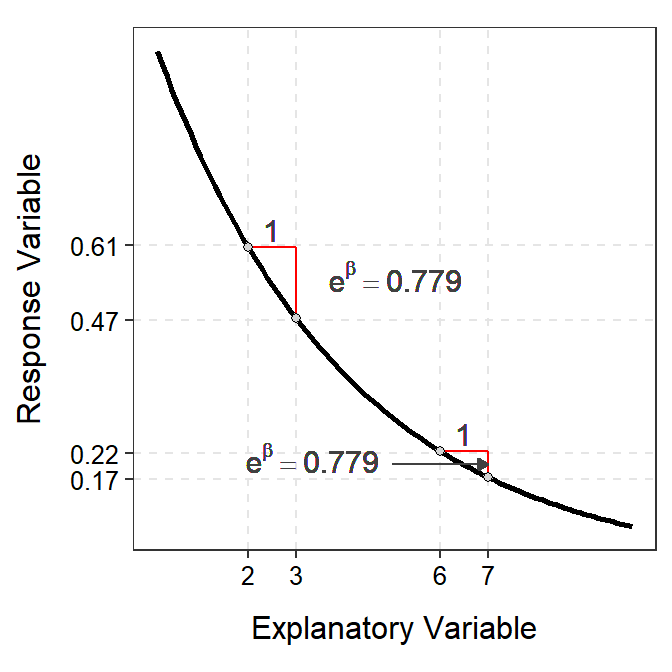 Response Variable
0.61
0.47
0.22
0.17
1
e^β = 0.779
1
e^β = 0.779
2 3 6 7
Explanatory Variable